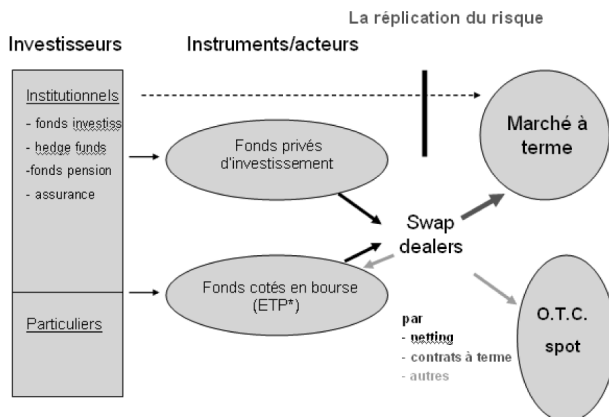 La réplication du risque
Investisseurs
Instruments/acteurs
Institutionnels
- fonds investiss
- hedge funds
-fonds pension
- assurance
Fonds privés
d'investissement
Marché à
terme
Swap
dealers
Fonds cotés en bourse
(ETP*)
Particuliers
par
- netting
- contrats à terme
- autres
O.T.C.
spot